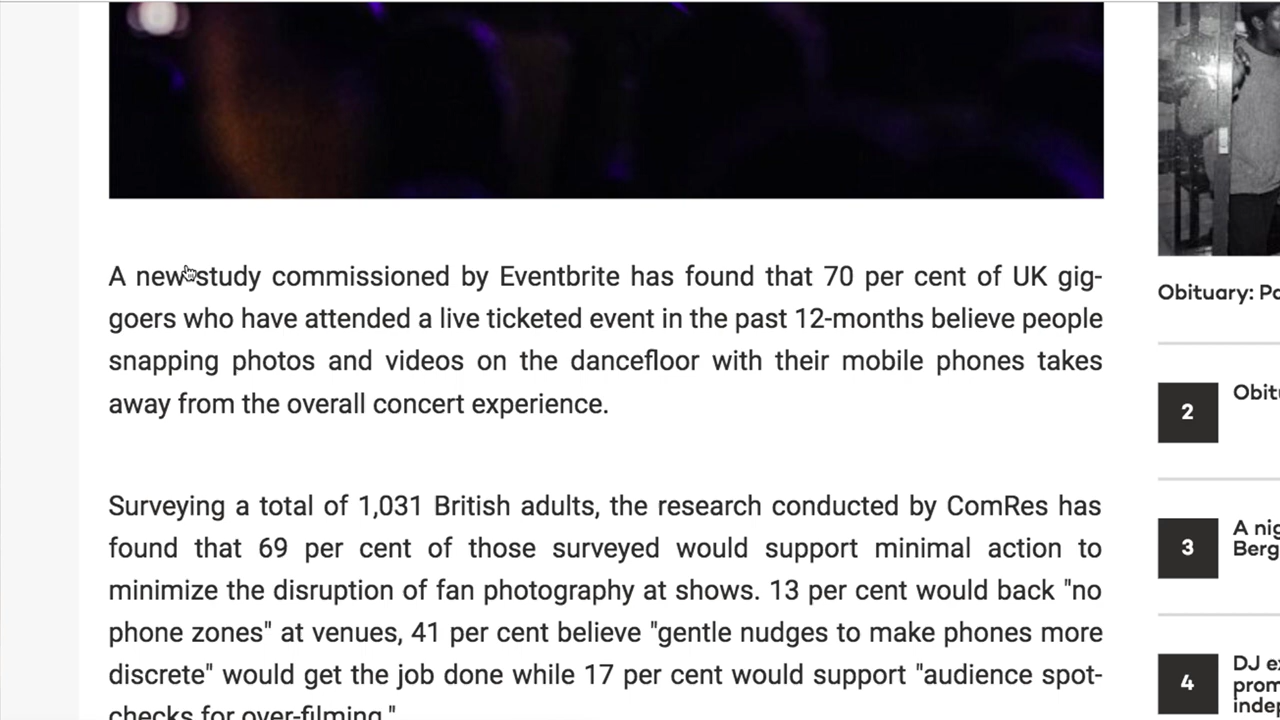 A new study commissioned by Eventbrite has found that 70 per cent of UK gig-
goers who have attended a live ticketed event in the past 12-months believe people
snapping photos and videos on the dancefloor with their mobile phones takes
away from the overall concert experience.
Surveying a total of 1,031 British adults, the research conducted by ComRes has
found that 69 per cent of those surveyed would support minimal action to
minimize the disruption of fan photography at shows. 13 per cent would back "no
phone zones" at venues, 41 per cent believe "gentle nudges to make phones more
discrete" would get the job done while 17 per cent would support "audience spot-
checks for over-filming."
Obituary:
2
3
A
4
DJ